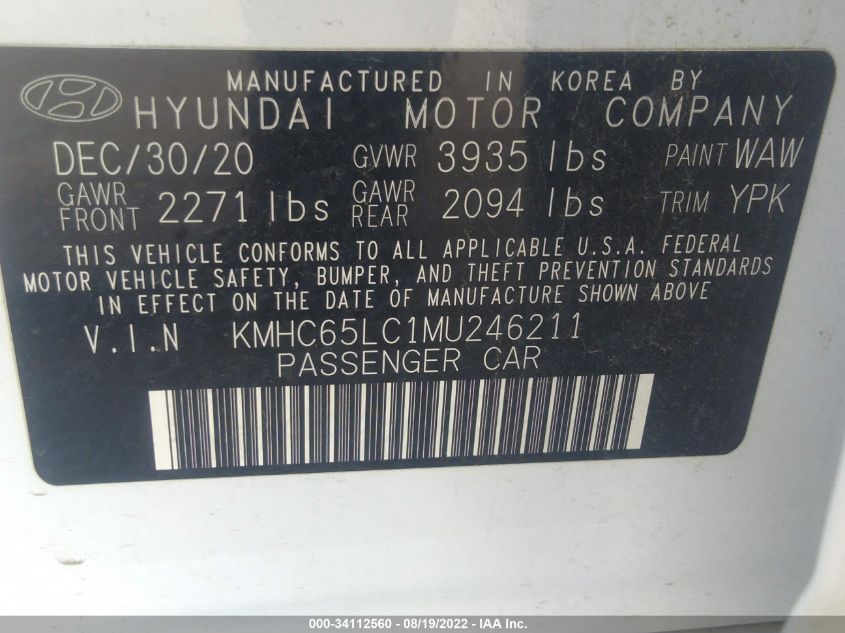 MANUFACTURED IN KOREA BY
HYUNDAI MOTOR COMPANY
DEC/30/20 GVWR 3935 lbs PAINT WAW
GAWR FRONT 2271 lbs GAWR REAR 2094 lbs TRIM YPK
THIS VEHICLE CONFORMS TO ALL APPLICABLE U.S.A. FEDERAL
MOTOR VEHICLE SAFETY, BUMPER, AND THEFT PREVENTION STANDARDS
IN EFFECT ON THE DATE OF MANUFACTURE SHOWN ABOVE
V.I.N KMHC65LC1MU246211
PASSENGER CAR
000-34112560 - 08/19/2022 - IAA Inc.